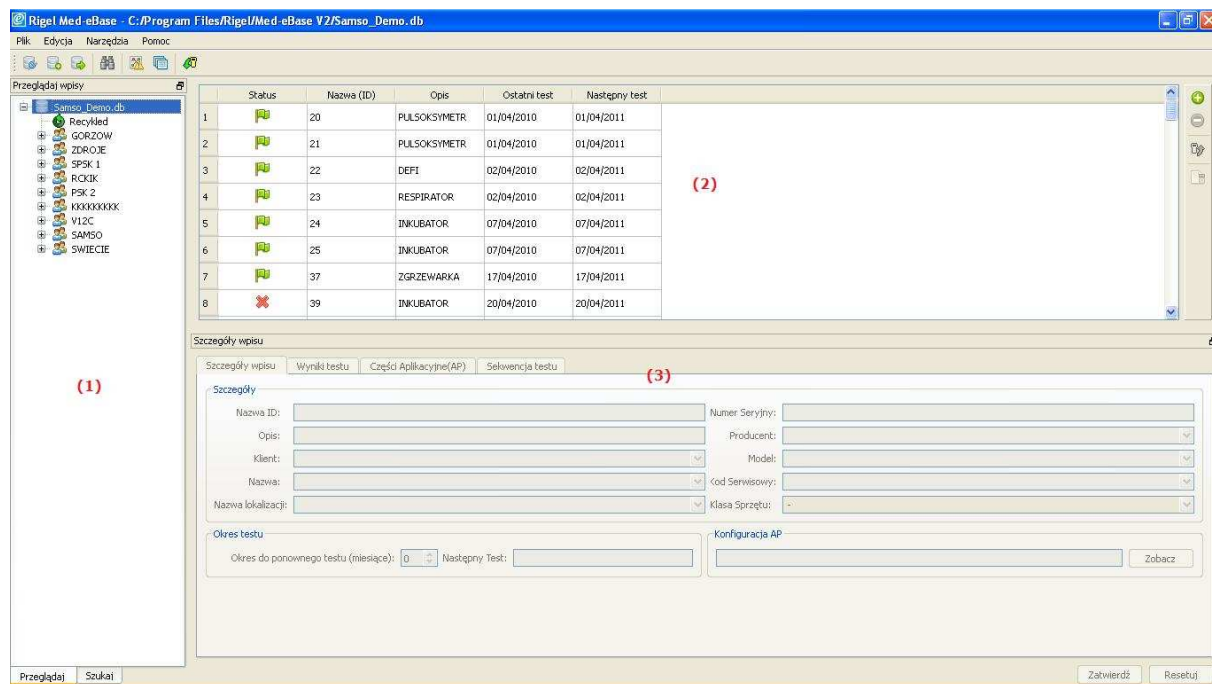 Rigel Med-eBase - C:/Program Files/Rigel/Med-eBase V2/Samso_Demo.db
Plik Edycja Narzędzia Pomoc
Przeglądaj wpisy
Samso_Demo.db
Recykled
GORZOW
ZDROJE
SPSK 1
RCKIK
PSK 2
KKKKKKKK
V12C
SAMSO
SWIECIE
(1)
Status Nazwa (ID) Opis Ostatni test Następny test
1 20 PULSOKSYMETR 01/04/2010 01/04/2011
2 21 PULSOKSYMETR 01/04/2010 01/04/2011
3 22 DEFI 02/04/2010 02/04/2011
4 23 RESPIRATOR 02/04/2010 02/04/2011
5 24 INKUBATOR 07/04/2010 07/04/2011
6 25 INKUBATOR 07/04/2010 07/04/2011
7 37 ZGRZEWARKA 17/04/2010 17/04/2011
8 39 INKUBATOR 20/04/2010 20/04/2011
(2)
Szczegóły wpisu
Szczegóły wpisu Wyniki testu Części Aplikacyjne(AP) Sekwencja testu
(3)
Szczegóły
Nazwa ID: Numer Seryjny:
Opis: Producent:
Klient: Model:
Nazwa: Kod Serwisowy:
Nazwa lokalizacji: Klasa Sprzętu: -
Okres testu Konfiguracja AP
Okres do ponownego testu (miesiące): 0 Następny Test: Zobacz
Przeglądaj Szukaj Zatwierdź Resetuj